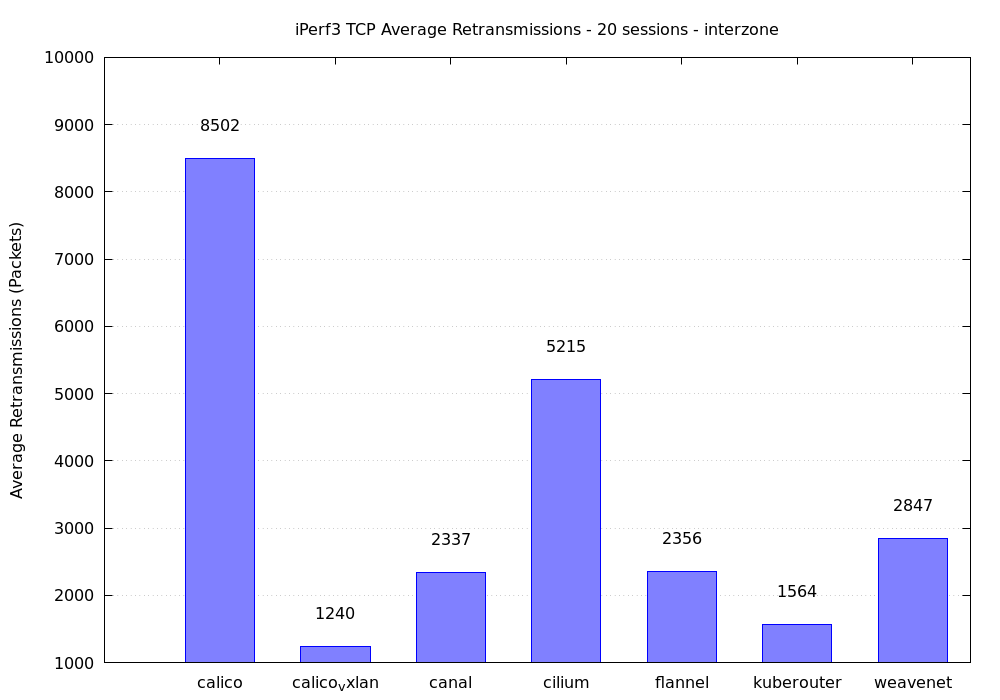 iPerf3 TCP Average Retransmissions - 20 sessions - interzone
Average Retransmissions (Packets)
10000
9000
8000
7000
6000
5000
4000
3000
2000
1000
8502
1240
2337
5215
2356
1564
2847
calico
calicoᵥxlan
canal
cilium
flannel
kuberouter
weavenet